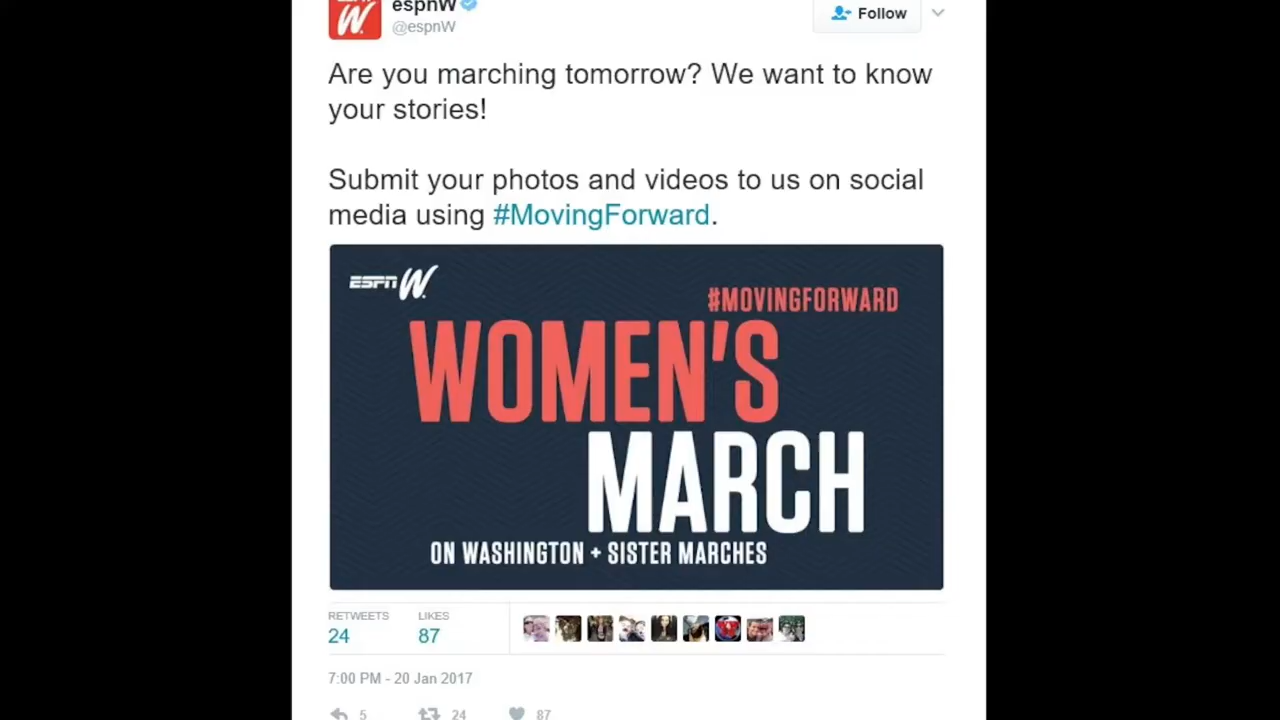 espnW
@espnW
Follow
Are you marching tomorrow? We want to know
your stories!
Submit your photos and videos to us on social
media using #MovingForward.
ESPN W
#MOVINGFORWARD
WOMEN'S
MARCH
ON WASHINGTON + SISTER MARCHES
RETWEETS
LIKES
24
87
7:00 PM - 20 Jan 2017
5
24
87